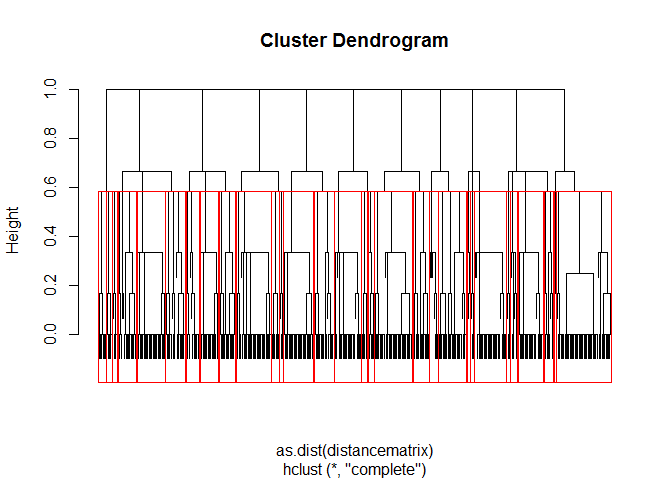 Cluster Dendrogram
Height
1.0
0.8
0.6
0.4
0.2
0.0
as.dist(distancematrix)
hclust (*, "complete")